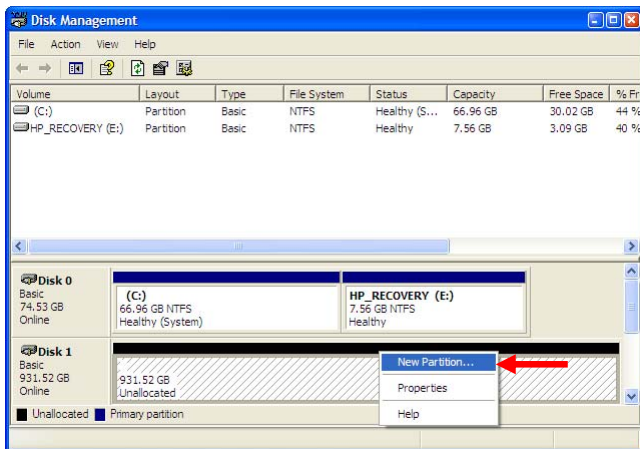 Disk Management
File Action View Help
Volume Layout Type File System Status Capacity Free Space % Fr
(C:) Partition Basic NTFS Healthy (S... 66.96 GB 30.02 GB 44 %
HP_RECOVERY (E:) Partition Basic NTFS Healthy 7.56 GB 3.09 GB 40 %
Disk 0
Basic
74.53 GB
Online
(C:)
66.96 GB NTFS
Healthy (System)
HP_RECOVERY (E:)
7.56 GB NTFS
Healthy
Disk 1
Basic
931.52 GB
Online
931.52 GB
Unallocated
New Partition...
Properties
Help
Unallocated Primary partition